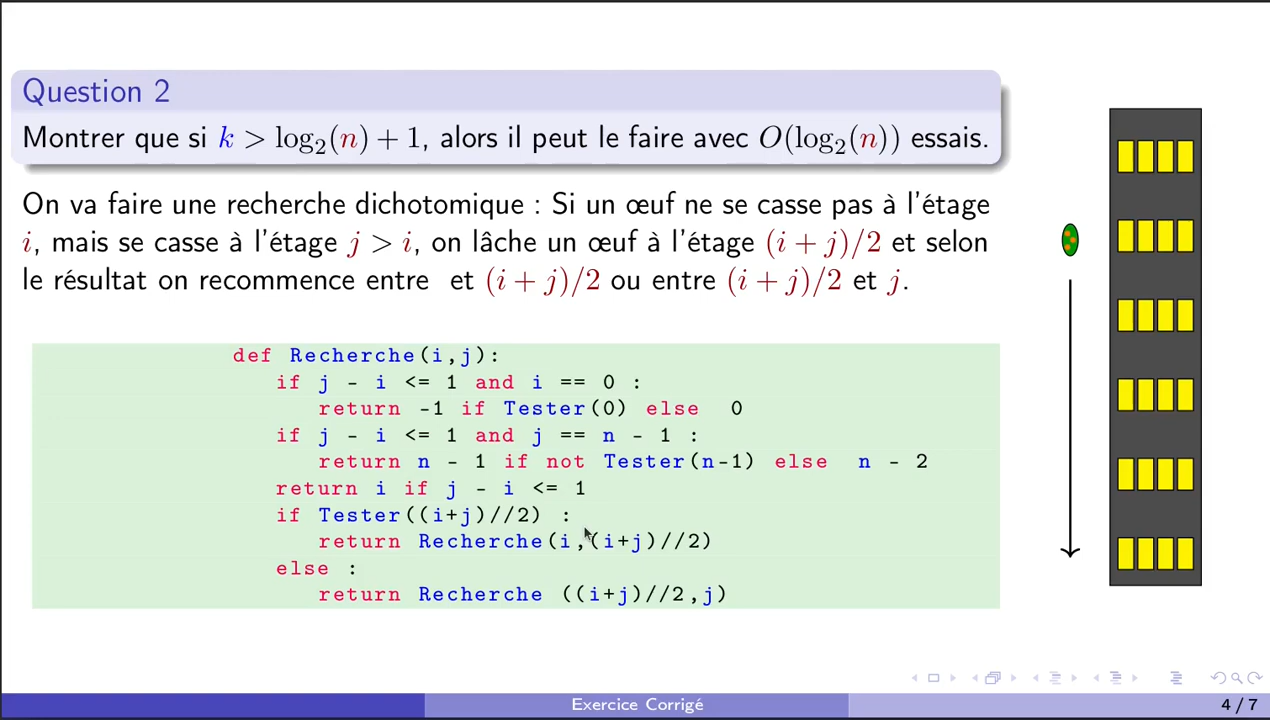 Question 2
Montrer que si k > log₂(n) + 1, alors il peut le faire avec O(log₂(n)) essais.
On va faire une recherche dichotomique : Si un œuf ne se casse pas à l'étage
i, mais se casse à l'étage j > i, on lâche un œuf à l'étage (i + j)/2 et selon
le résultat on recommence entre et (i + j)/2 ou entre (i + j)/2 et j.
def Recherche(i,j):
if j - i <= 1 and i == 0 :
return -1 if Tester(0) else 0
if j - i <= 1 and j == n - 1 :
return n - 1 if not Tester(n-1) else n - 2
return i if j - i <= 1
if Tester((i+j)//2) :
return Recherche(i,(i+j)//2)
else :
return Recherche ((i+j)//2,j)
Exercice Corrigé
4 / 7